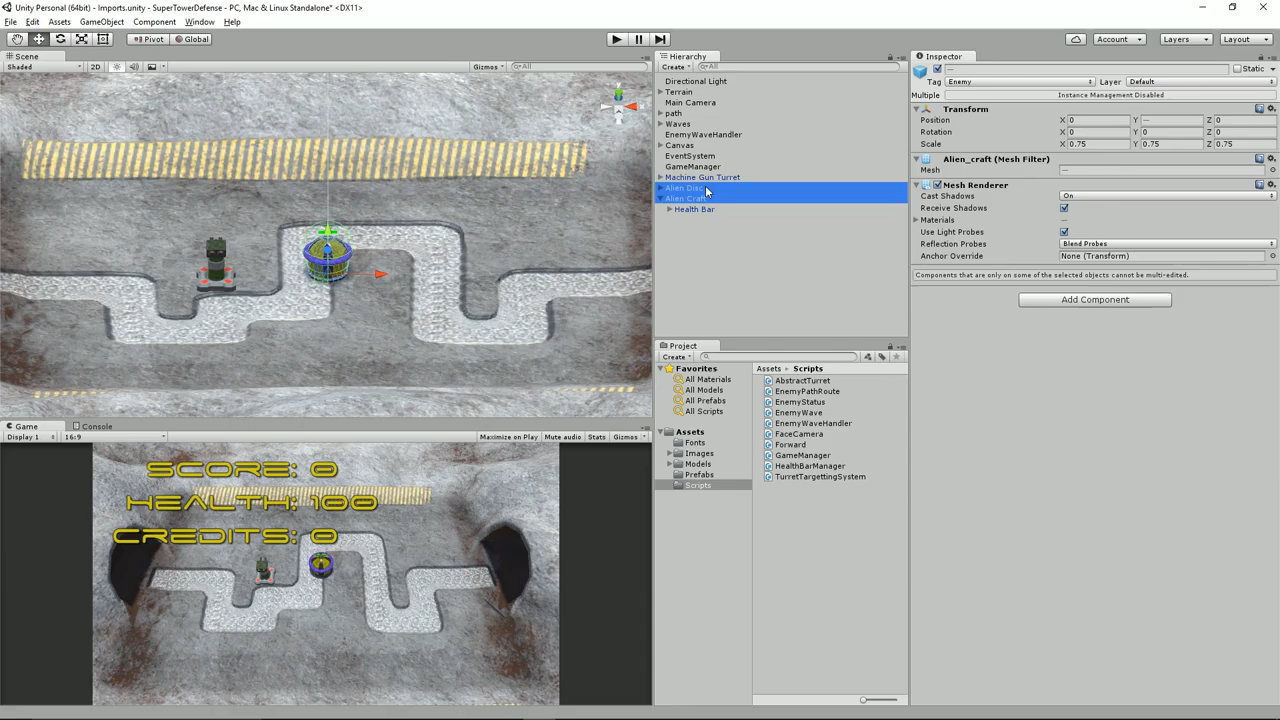 Unity Personal (64bit) - Imports.unity - SuperTowerDefense - PC, Mac & Linux Standalone* <DX11>
File Edit Assets GameObject Component Window Help
Pivot Global Account Layers Layout
Scene
Shaded 2D Gizmos All
Hierarchy
Create All
Directional Light
Terrain
Main Camera
path
Waves
EnemyWaveHandler
Canvas
EventSystem
GameManager
Machine Gun Turret
Alien Disc
Alien Craft
Health Bar
Inspector
— Static
Tag Enemy Layer Default
Multiple Instance Management Disabled
Transform
Position X 0 Y — Z 0
Rotation X 0 Y 0 Z 0
Scale X 0.75 Y 0.75 Z 0.75
Alien_craft (Mesh Filter)
Mesh —
Mesh Renderer
Cast Shadows On
Receive Shadows
Materials —
Use Light Probes
Reflection Probes Blend Probes
Anchor Override None (Transform)
Components that are only on some of the selected objects cannot be multi-edited.
Add Component
Project
Create
Favorites
All Materials
All Models
All Prefabs
All Scripts
Assets
Fonts
Images
Models
Prefabs
Scripts
Assets Scripts
AbstractTurret
EnemyPathRoute
EnemyStatus
EnemyWave
EnemyWaveHandler
FaceCamera
Forward
GameManager
HealthBarManager
TurretTargettingSystem
Game Console
Display 1 16:9 Maximize on Play Mute audio Stats Gizmos
SCORE: 0
HEALTH: 100
CREDITS: 0